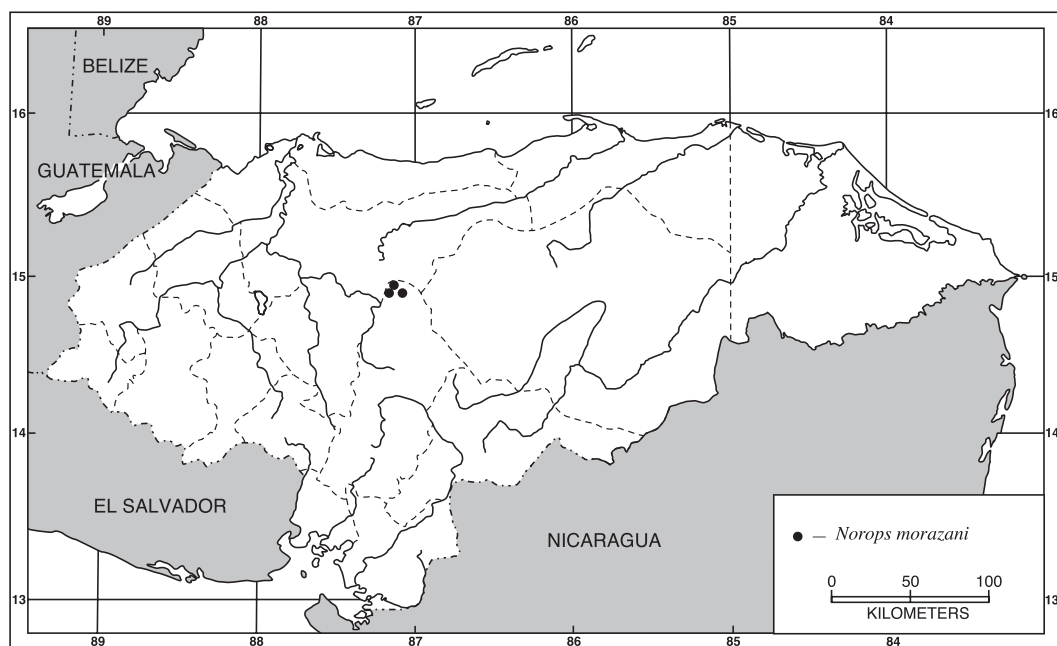 89 88 87 86 85 84
BELIZE
16 16
GUATEMALA
15 15
14 14
EL SALVADOR
NICARAGUA
● – Norops morazani
0 50 100
KILOMETERS
13 13
89 88 87 86 85 84